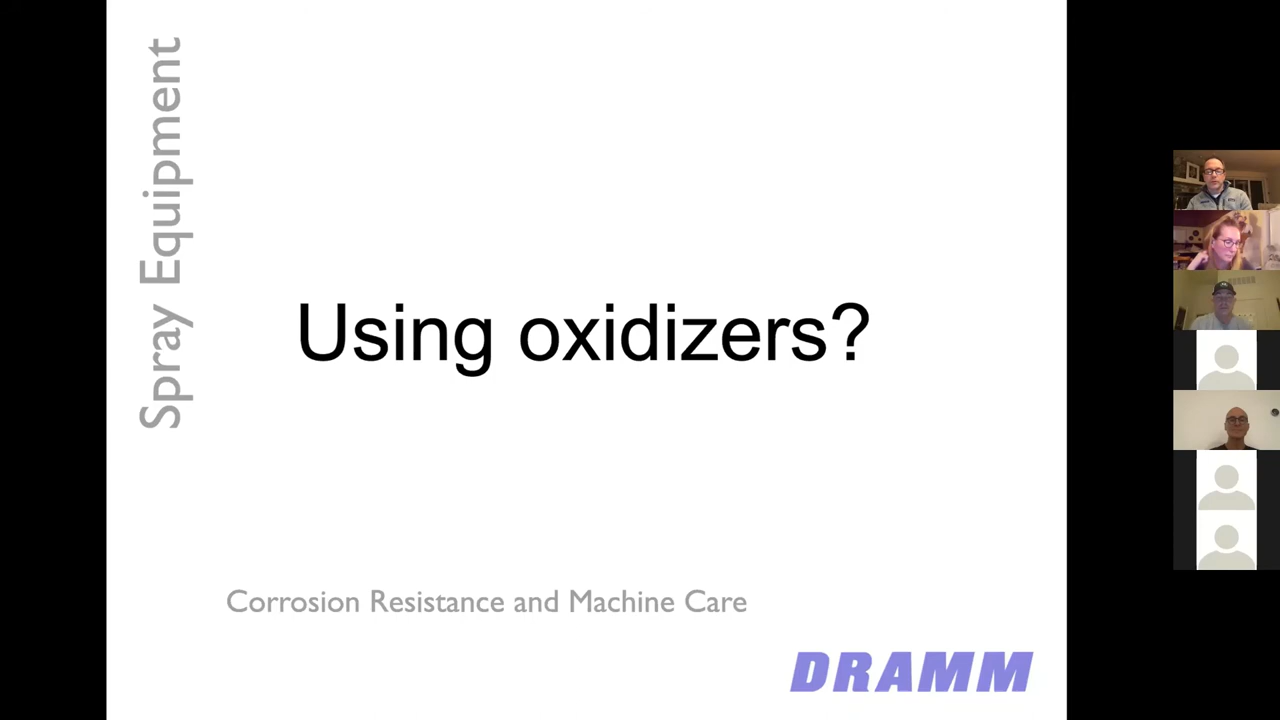 Spray Equipment
Using oxidizers?
Corrosion Resistance and Machine Care
DRAMM